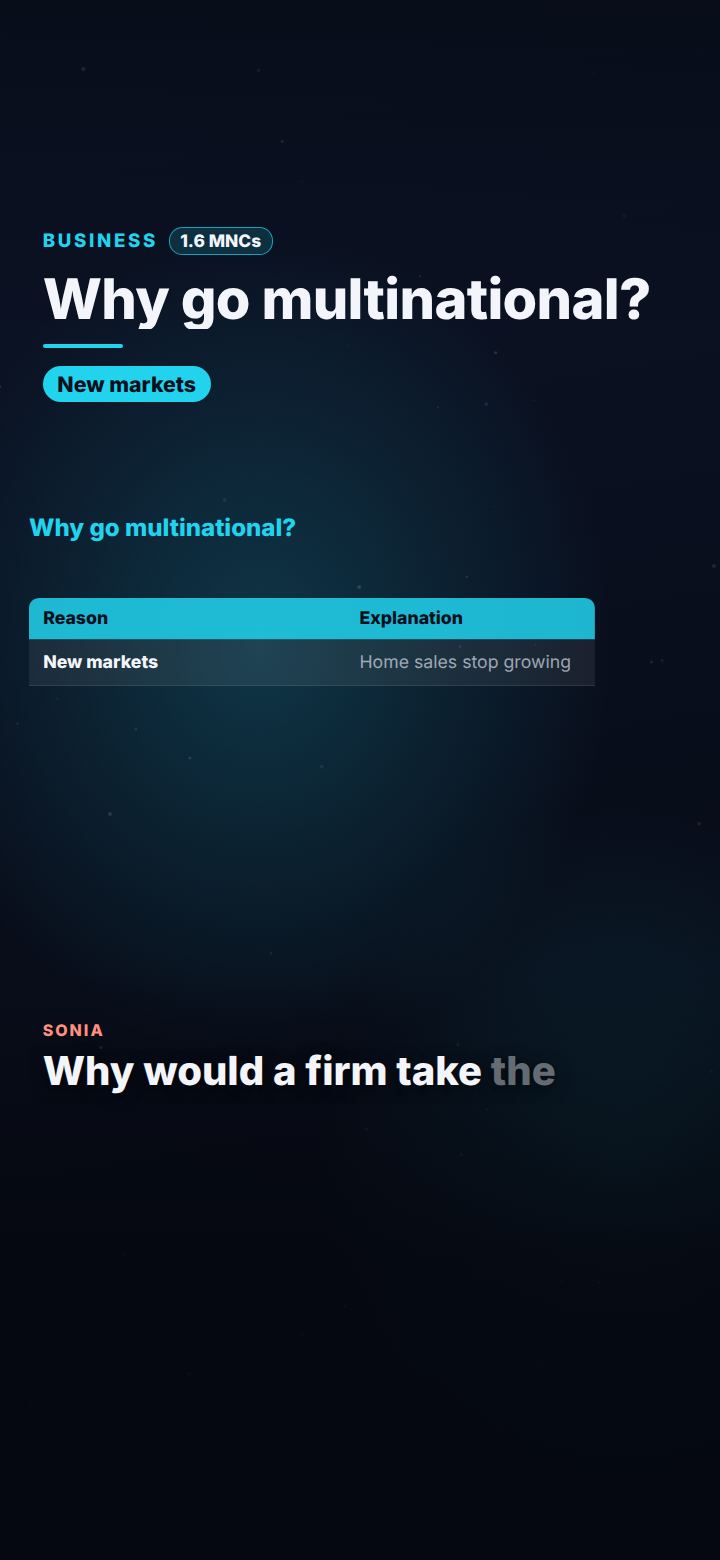 BUSINESS 1.6 MNCs
Why go multinational?
New markets
Why go multinational?
Reason Explanation
New markets Home sales stop growing
SONIA
Why would a firm take the